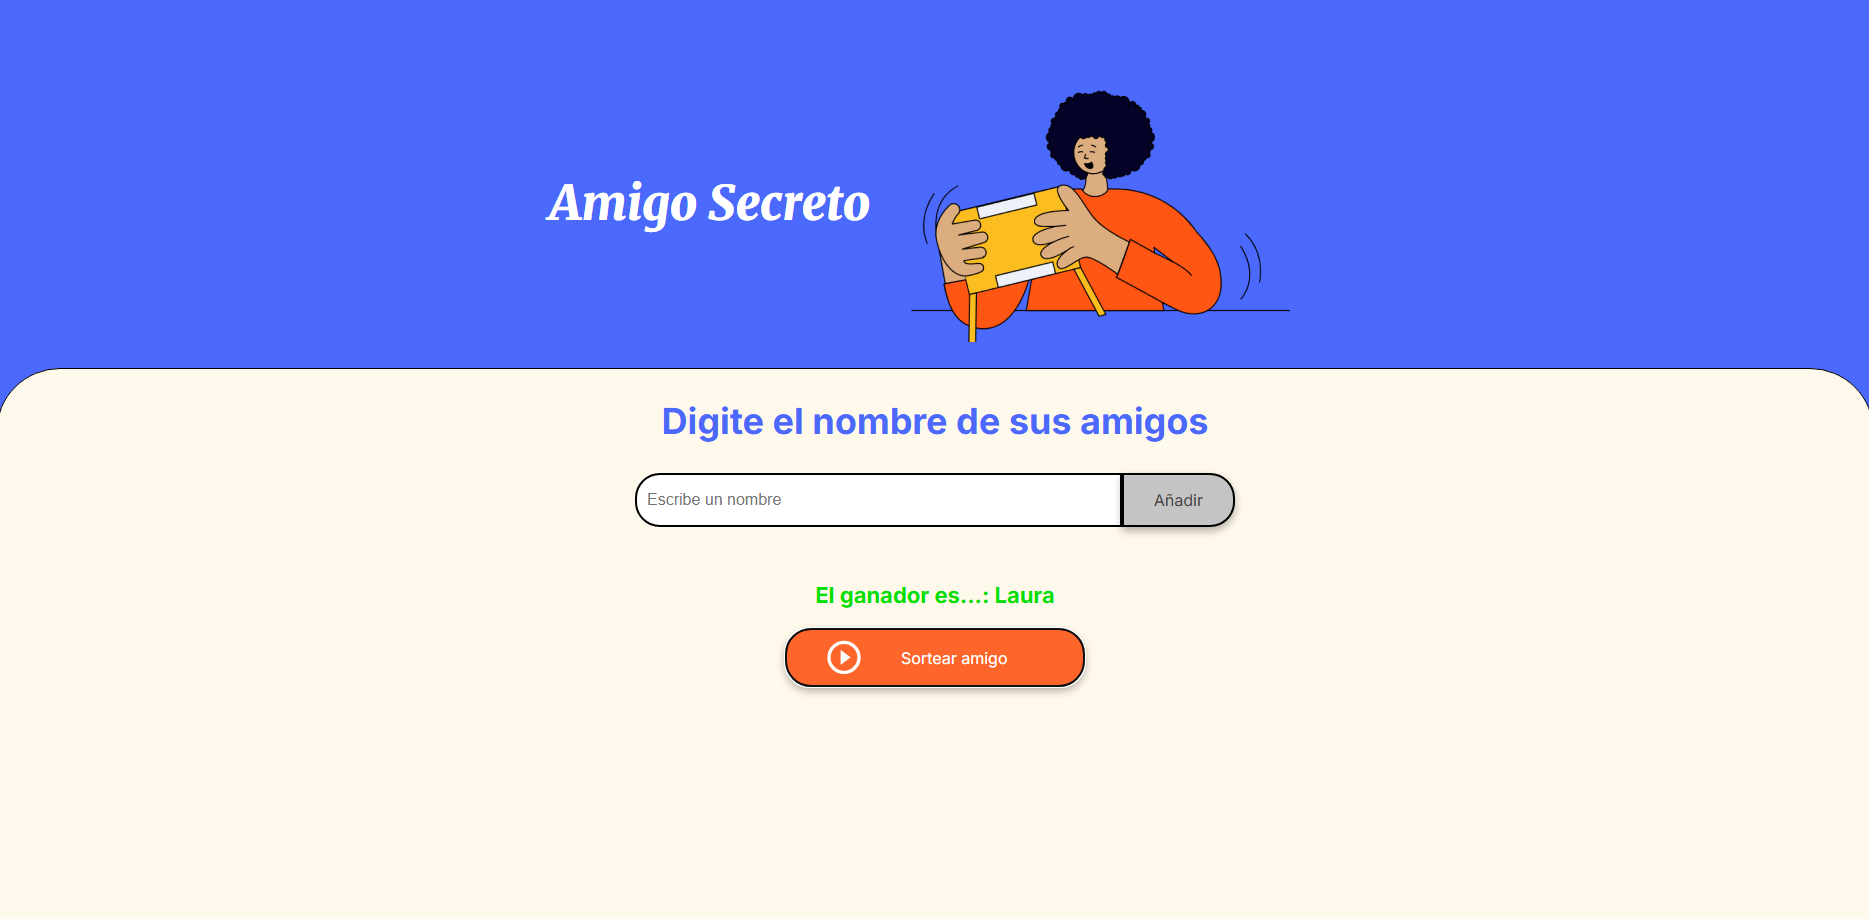 Amigo Secreto
Digite el nombre de sus amigos
Escribe un nombre
Añadir
El ganador es...: Laura
Sortear amigo